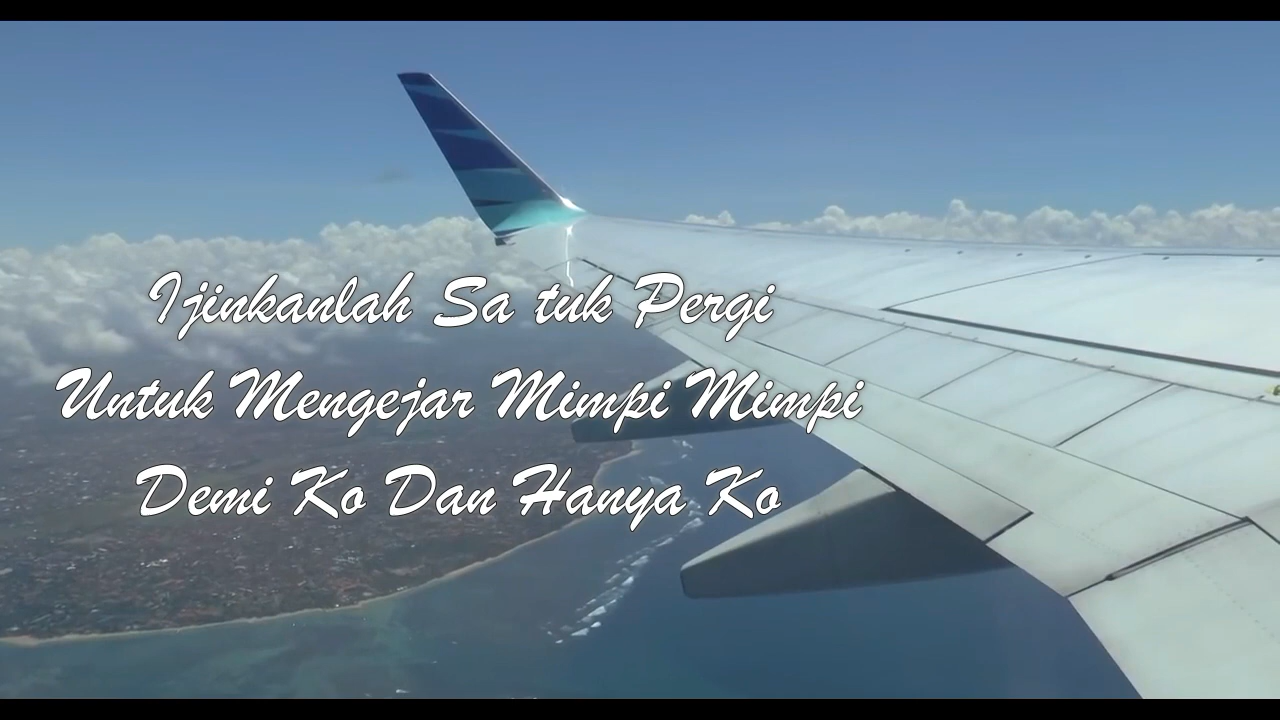 Ijinkanlah Sa tuk Pergi
Untuk Mengejar Mimpi Mimpi
Demi Ko Dan Hanya Ko